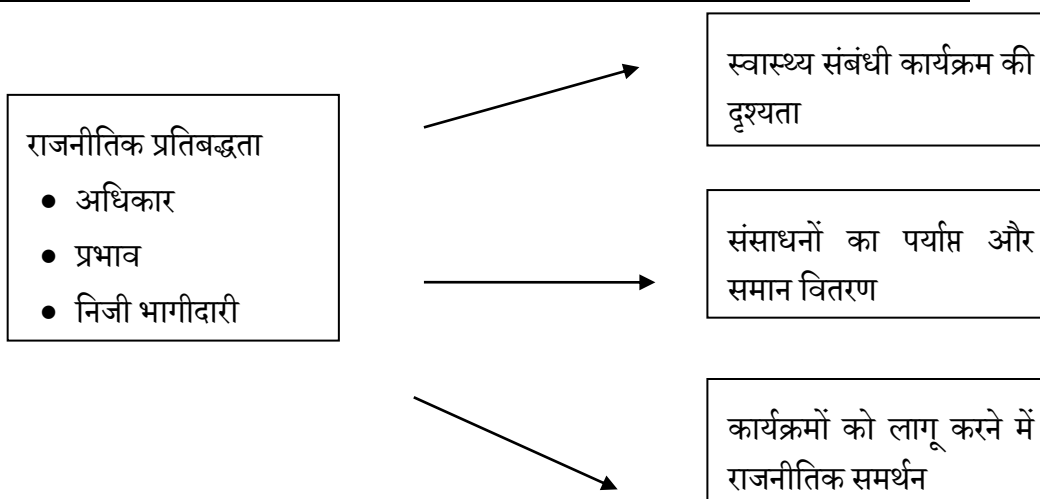 राजनीतिक प्रतिबद्धता
• अधिकार
• प्रभाव
• निजी भागीदारी
स्वास्थ्य संबंधी कार्यक्रम की
दृश्यता
संसाधनों का पर्याप्त और
समान वितरण
कार्यक्रमों को लागू करने में
राजनीतिक समर्थन